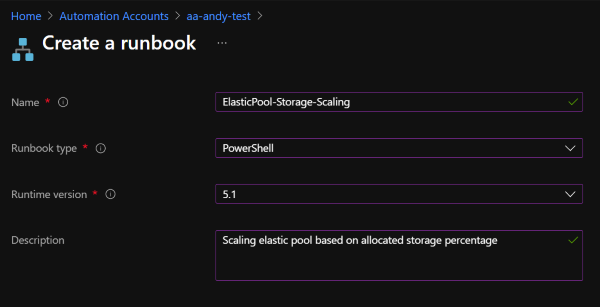 Home > Automation Accounts > aa-andy-test >
Create a runbook ...
Name * ElasticPool-Storage-Scaling
Runbook type * PowerShell
Runtime version * 5.1
Description Scaling elastic pool based on allocated storage percentage